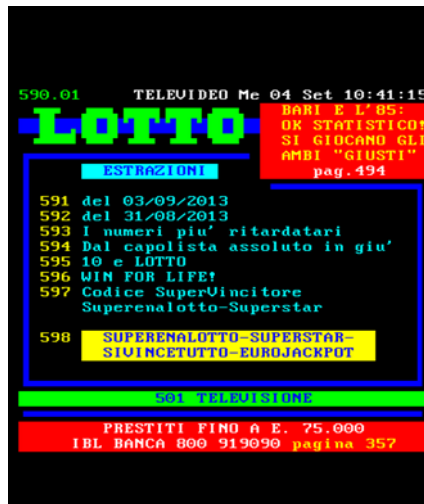 590.01 TELEVIDEO Me 04 Set 10:41:15
LOTTO
BARI E L'85:
OK STATISTICO!
SI GIOCANO GLI
AMBI "GIUSTI"
pag.494
ESTRAZIONI
591 del 03/09/2013
592 del 31/08/2013
593 I numeri piu' ritardatari
594 Dal capolista assoluto in giu'
595 10 e LOTTO
596 WIN FOR LIFE!
597 Codice SuperVincitore
Superenalotto-Superstar
598 SUPERENALOTTO-SUPERSTAR-
SIVINCETUTTO-EUROJACKPOT
501 TELEVISIONE
PRESTITI FINO A E. 75.000
IBL BANCA 800 919090 pagina 357